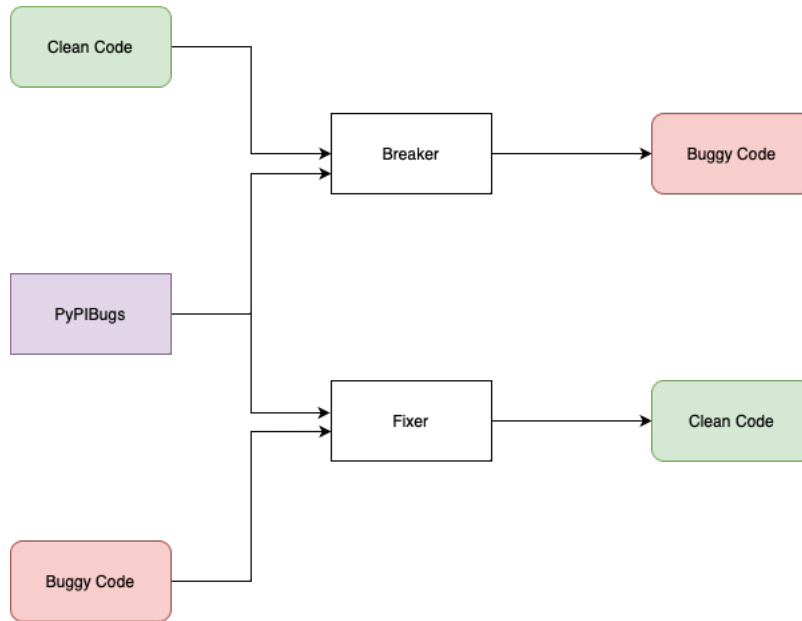 Clean Code
Breaker
Buggy Code
PyPIBugs
Fixer
Clean Code
Buggy Code